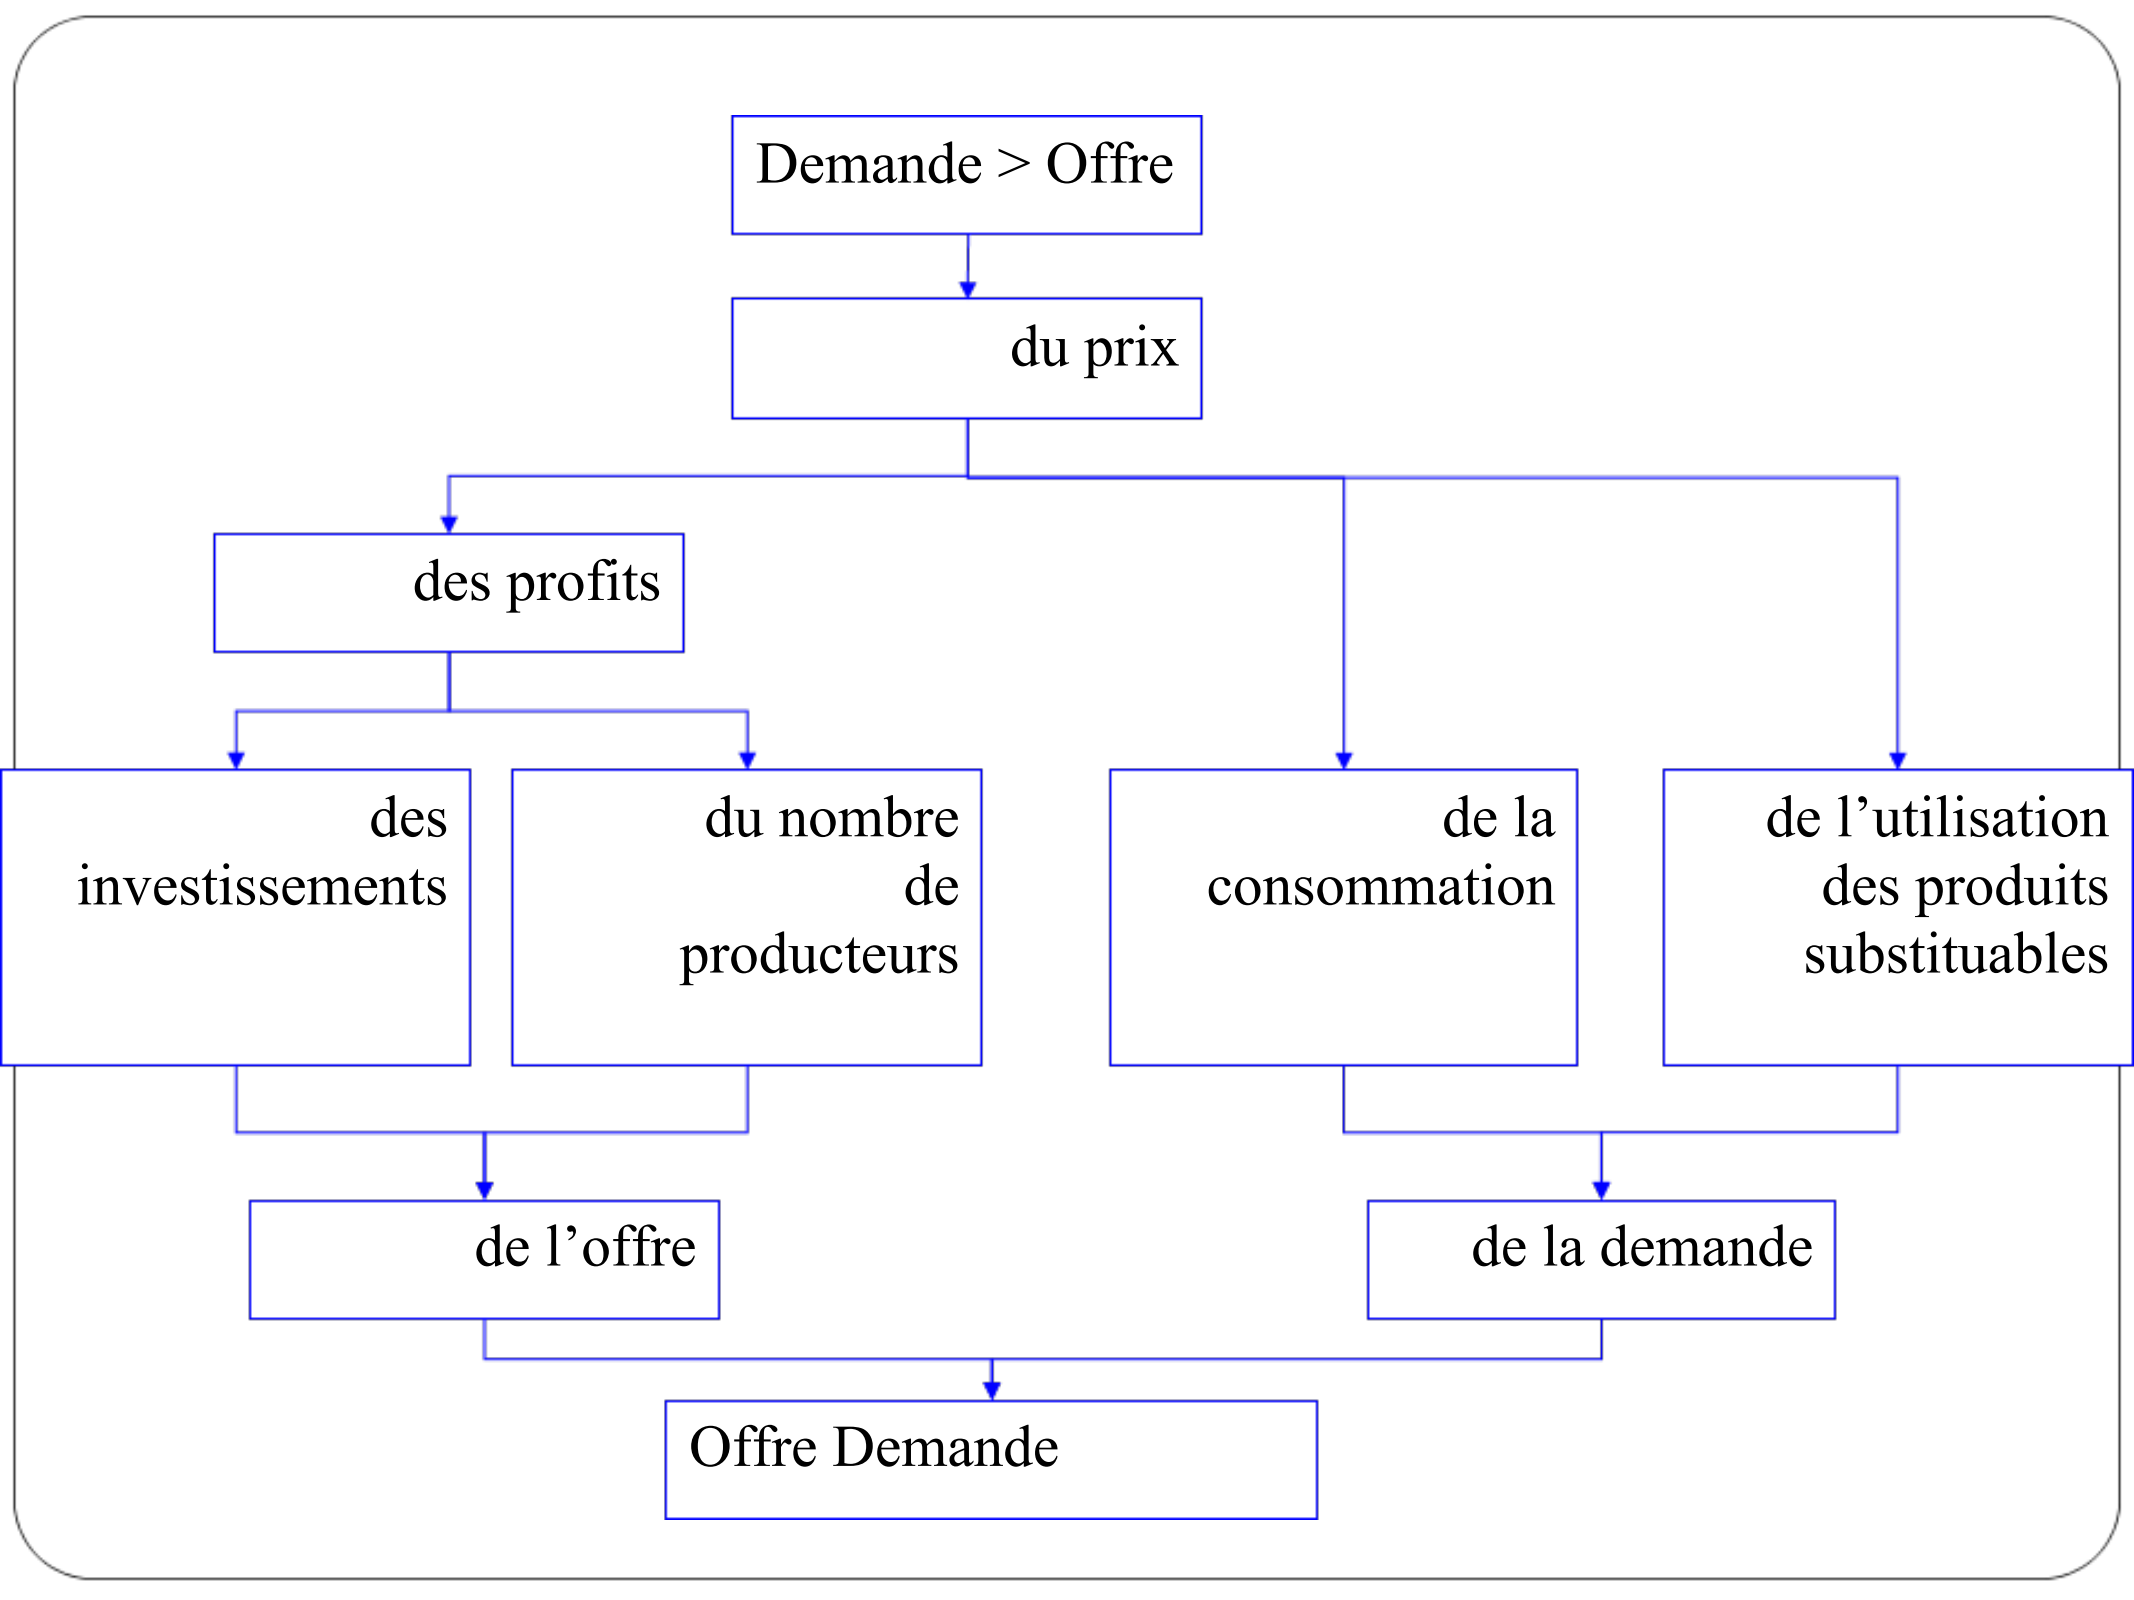 Demande > Offre
du prix
des profits
des
investissements
du nombre
de
producteurs
de la
consommation
de l’utilisation
des produits
substituables
de l’offre
de la demande
Offre Demande